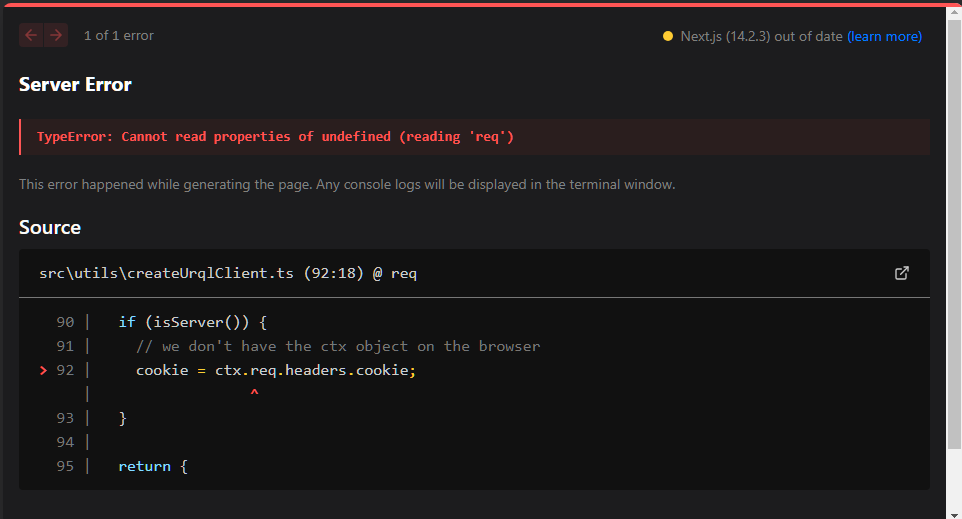 1 of 1 error
Next.js (14.2.3) out of date (learn more)
Server Error
TypeError: Cannot read properties of undefined (reading 'req')
This error happened while generating the page. Any console logs will be displayed in the terminal window.
Source
src\utils\createUrqlClient.ts (92:18) @ req
90 |   if (isServer()) {
91 |     // we don't have the ctx object on the browser
> 92 |     cookie = ctx.req.headers.cookie;
|                  ^
93 |   }
94 |
95 |   return {